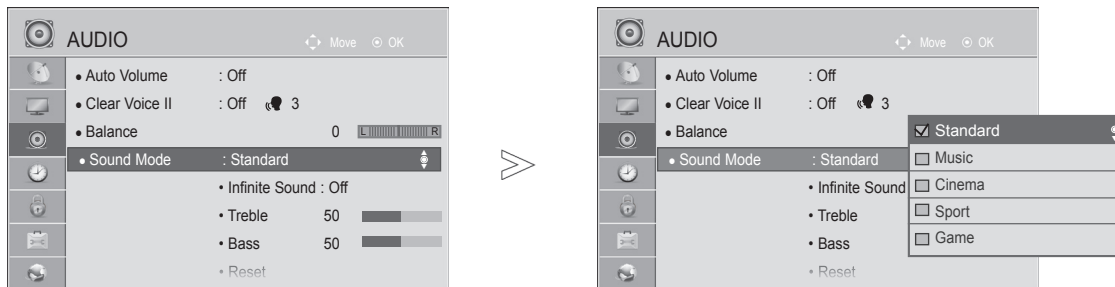 AUDIO
Move OK
• Auto Volume : Off
• Clear Voice II : Off 3
• Balance 0 L R
• Sound Mode : Standard
• Infinite Sound : Off
• Treble 50
• Bass 50
• Reset
AUDIO
Move OK
• Auto Volume : Off
• Clear Voice II : Off 3
• Balance
• Sound Mode : Standard
• Infinite Sound
• Treble
• Bass
• Reset
Standard
Music
Cinema
Sport
Game